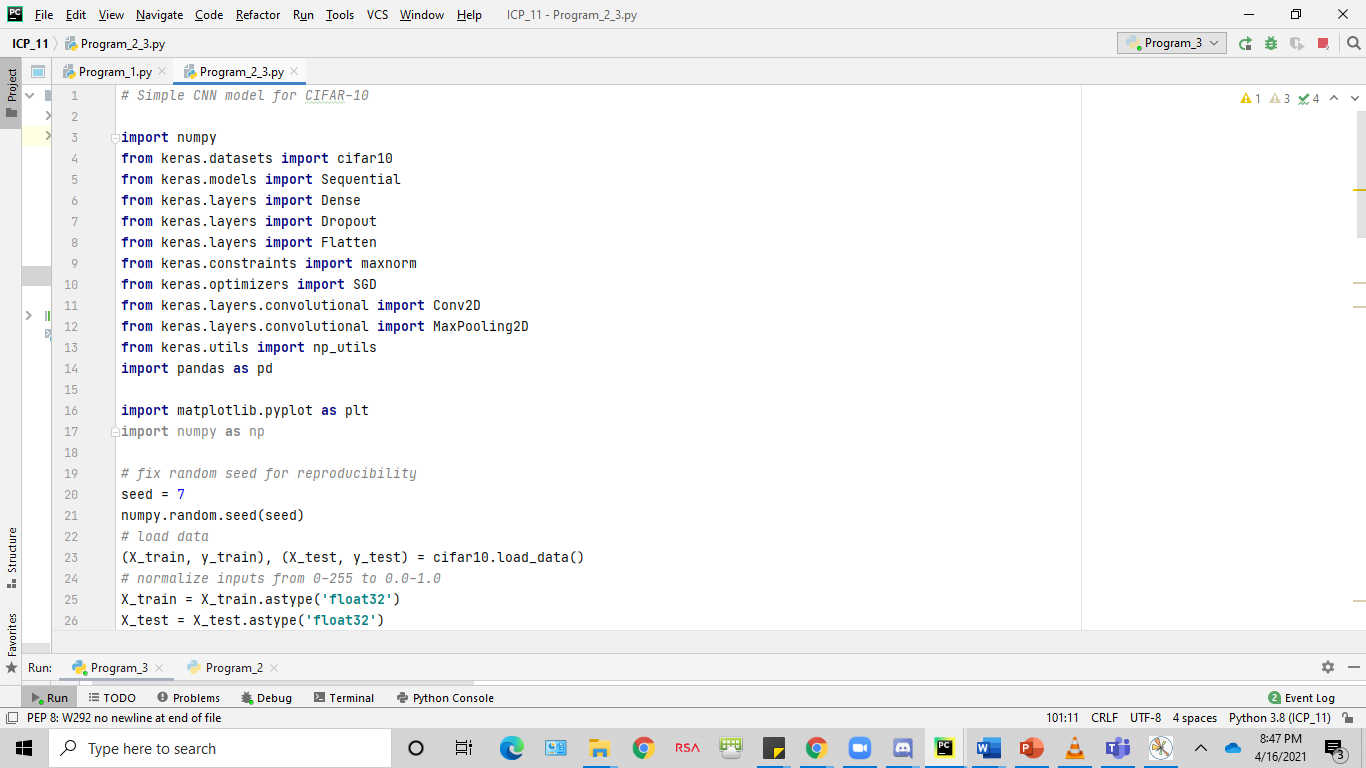 File Edit View Navigate Code Refactor Run Tools VCS Window Help ICP_11 - Program_2_3.py
ICP_11 Program_2_3.py Program_3
Project
Program_1.py Program_2_3.py
1 # Simple CNN model for CIFAR-10
1 3 4
2
3 import numpy
4 from keras.datasets import cifar10
5 from keras.models import Sequential
6 from keras.layers import Dense
7 from keras.layers import Dropout
8 from keras.layers import Flatten
9 from keras.constraints import maxnorm
10 from keras.optimizers import SGD
11 from keras.layers.convolutional import Conv2D
12 from keras.layers.convolutional import MaxPooling2D
13 from keras.utils import np_utils
14 import pandas as pd
15
16 import matplotlib.pyplot as plt
17 import numpy as np
18
19 # fix random seed for reproducibility
20 seed = 7
21 numpy.random.seed(seed)
22 # load data
23 (X_train, y_train), (X_test, y_test) = cifar10.load_data()
24 # normalize inputs from 0-255 to 0.0-1.0
25 X_train = X_train.astype('float32')
26 X_test = X_test.astype('float32')
Structure
Favorites
Run: Program_3 Program_2
Run TODO Problems Debug Terminal Python Console 2 Event Log
PEP 8: W292 no newline at end of file 101:11 CRLF UTF-8 4 spaces Python 3.8 (ICP_11)
Type here to search RSA 8:47 PM
4/16/2021 3